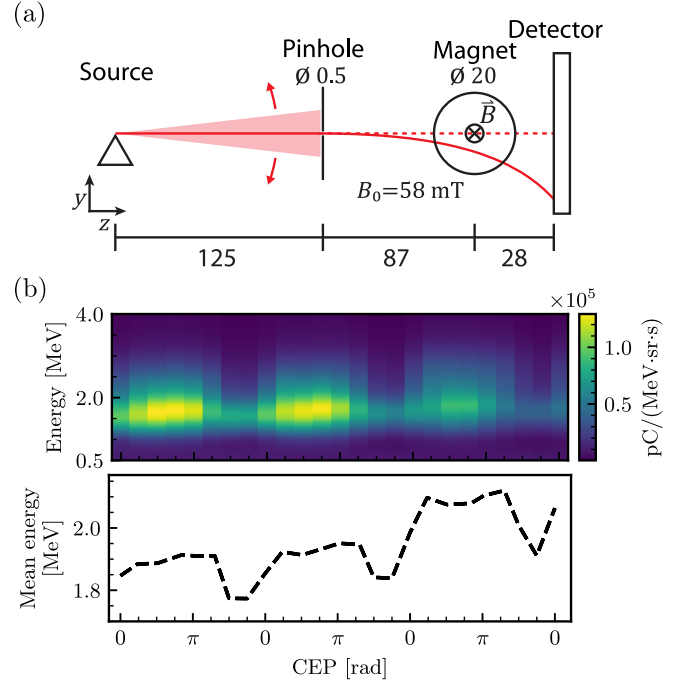 (a)
Detector
Pinhole
Magnet
Source
Ø 0.5
Ø 20
B⃗
y
B₀=58 mT
z
125
87
28
(b)
×10⁵
4.0
Energy [MeV]
2.0
0.5
1.0
0.5
pC/(MeV·sr·s)
Mean energy
[MeV]
2.0
1.8
0 π 0 π 0 π 0
CEP [rad]